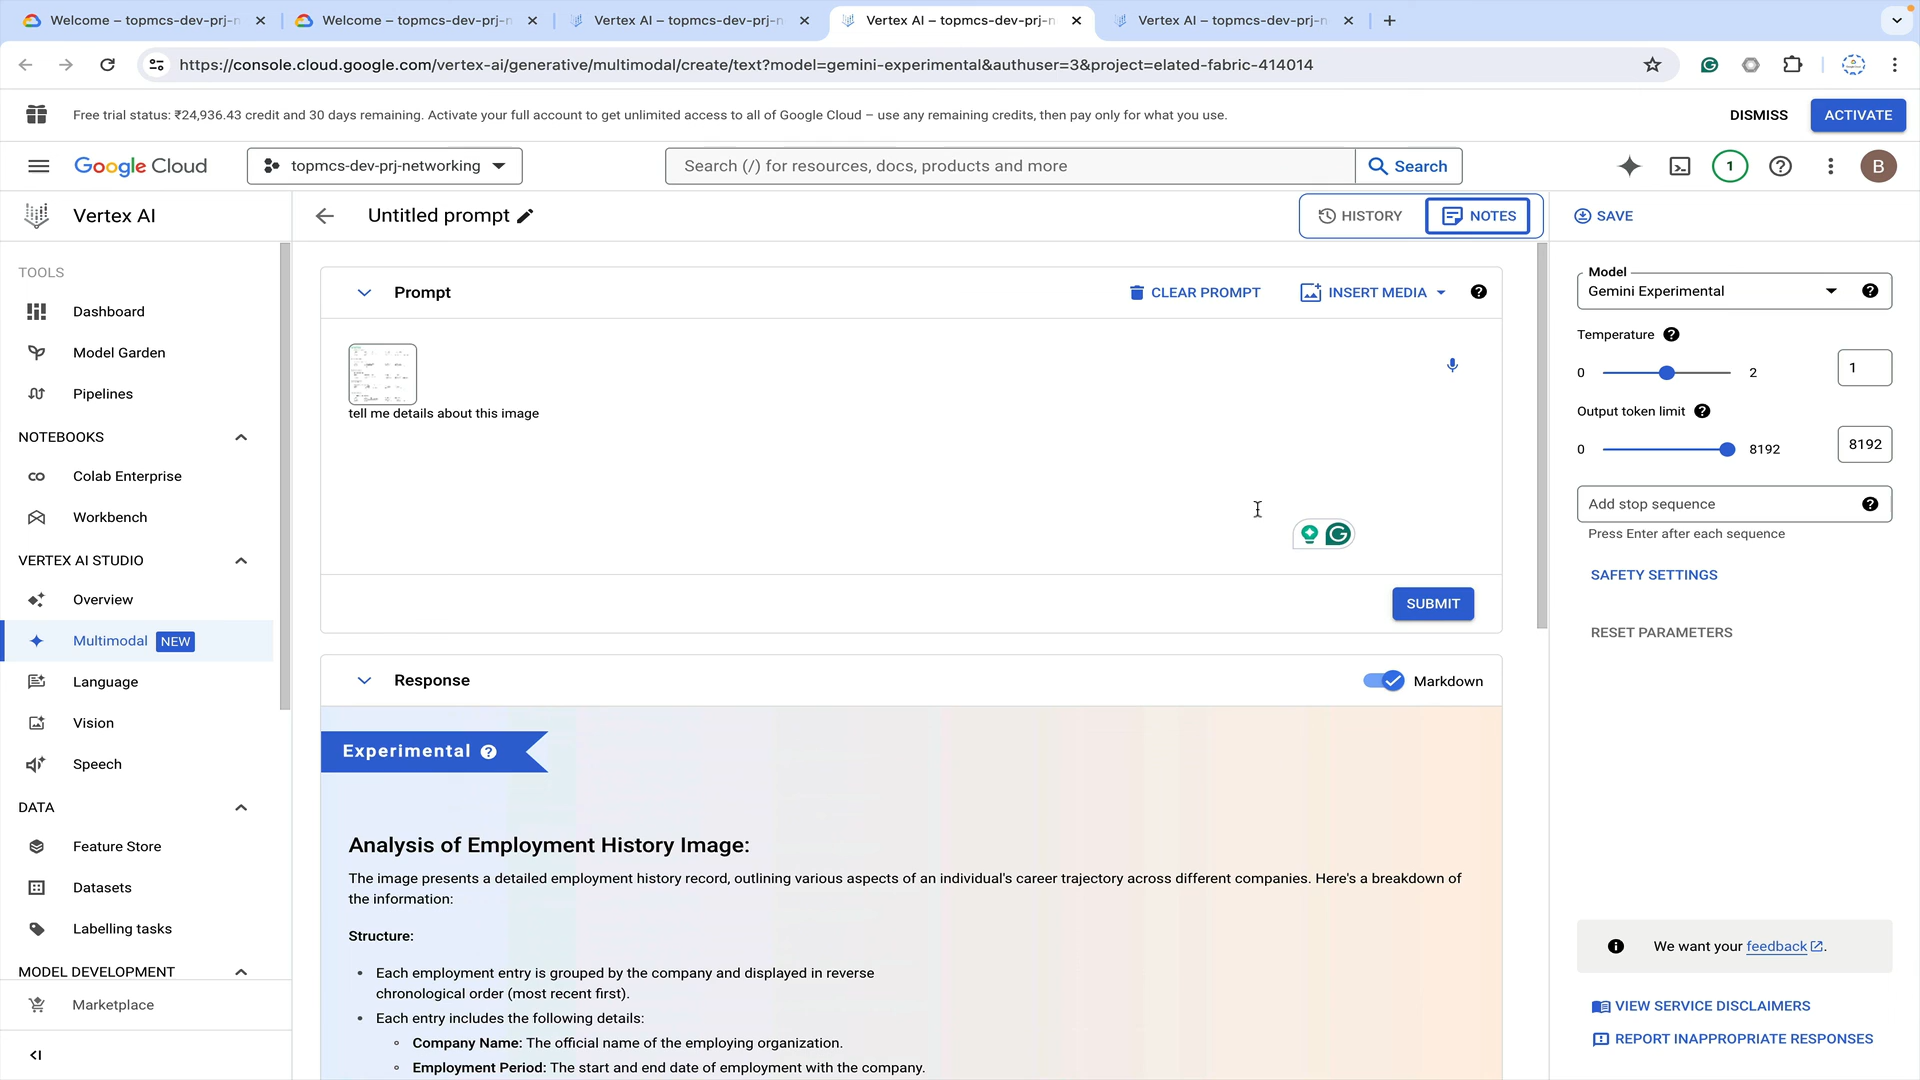 Welcome – topmcs-dev-prj-n
Welcome – topmcs-dev-prj-n
Vertex AI – topmcs-dev-prj-n
Vertex AI – topmcs-dev-prj-n
Vertex AI – topmcs-dev-prj-n
https://console.cloud.google.com/vertex-ai/generative/multimodal/create/text?model=gemini-experimental&authuser=3&project=elated-fabric-414014
Free trial status: ₹24,936.43 credit and 30 days remaining. Activate your full account to get unlimited access to all of Google Cloud – use any remaining credits, then pay only for what you use.
DISMISS
ACTIVATE
Google Cloud
topmcs-dev-prj-networking
Search (/) for resources, docs, products and more
Search
1
B
Vertex AI
Untitled prompt
HISTORY
NOTES
SAVE
TOOLS
Dashboard
Model Garden
Pipelines
NOTEBOOKS
Colab Enterprise
Workbench
VERTEX AI STUDIO
Overview
Multimodal NEW
Language
Vision
Speech
DATA
Feature Store
Datasets
Labelling tasks
MODEL DEVELOPMENT
Marketplace
Prompt
CLEAR PROMPT
INSERT MEDIA
tell me details about this image
SUBMIT
Response
Markdown
Experimental
Analysis of Employment History Image:
The image presents a detailed employment history record, outlining various aspects of an individual's career trajectory across different companies. Here's a breakdown of
the information:
Structure:
• Each employment entry is grouped by the company and displayed in reverse
chronological order (most recent first).
• Each entry includes the following details:
◦ Company Name: The official name of the employing organization.
◦ Employment Period: The start and end date of employment with the company.
Model
Gemini Experimental
Temperature
0 2 1
Output token limit
0 8192 8192
Add stop sequence
Press Enter after each sequence
SAFETY SETTINGS
RESET PARAMETERS
We want your feedback.
VIEW SERVICE DISCLAIMERS
REPORT INAPPROPRIATE RESPONSES